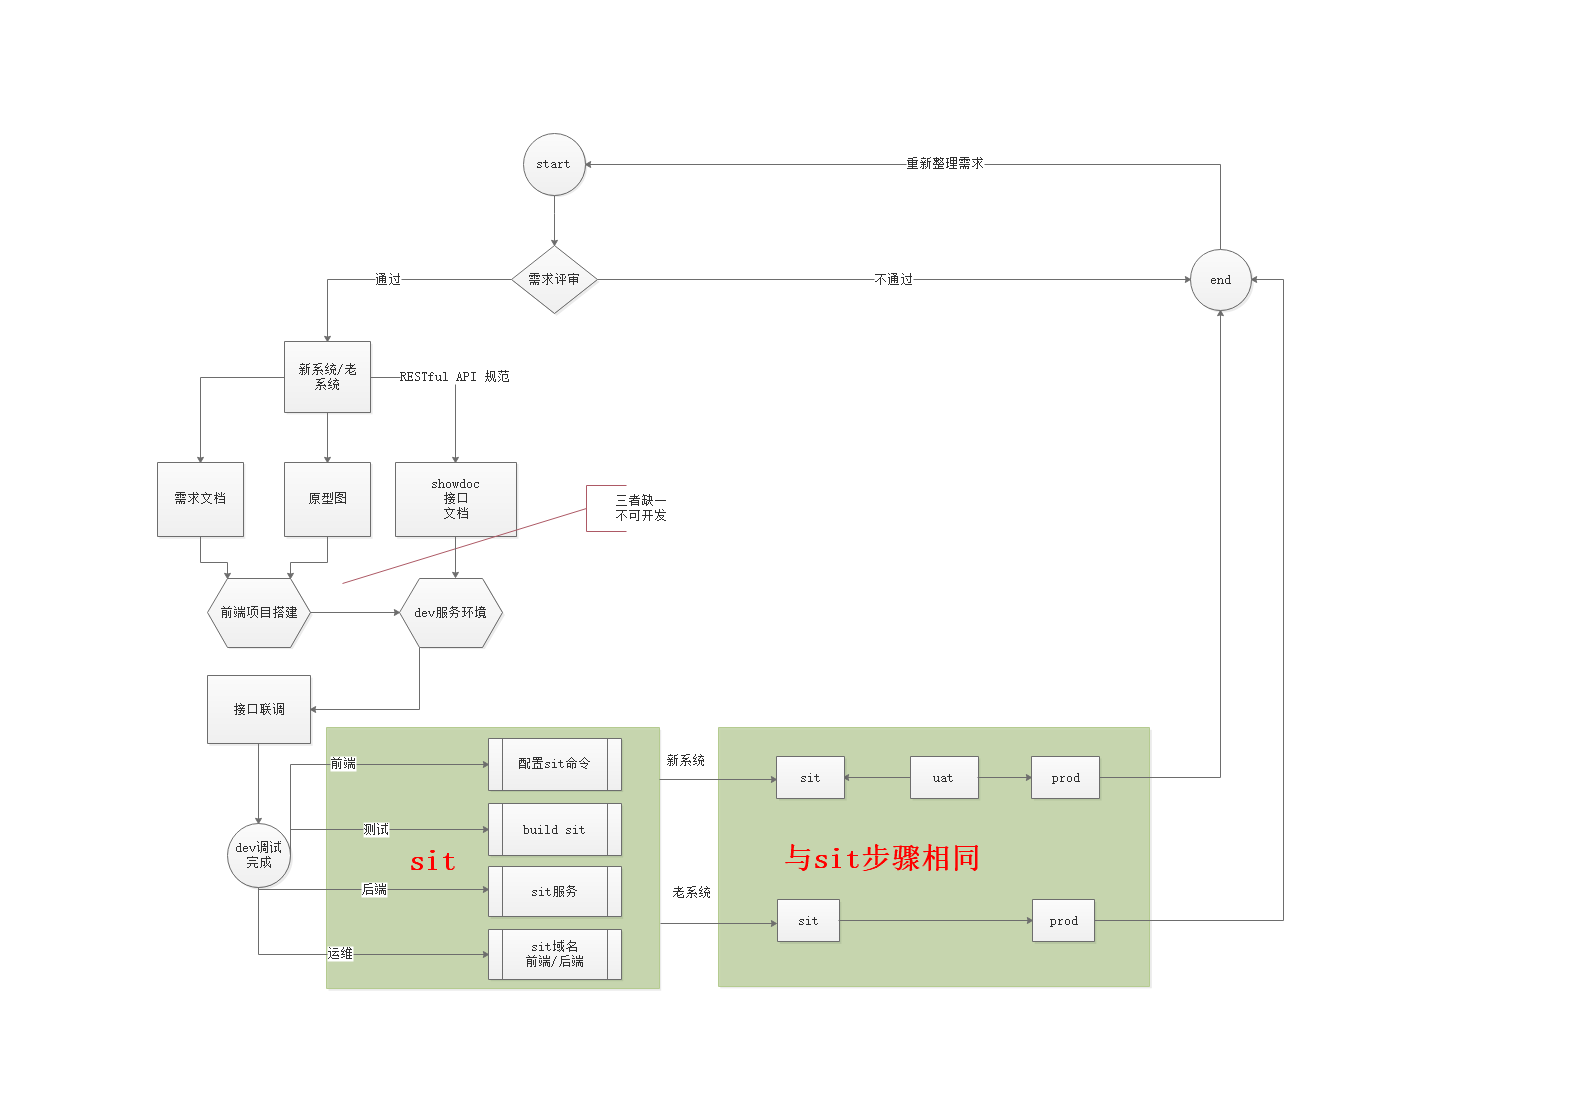 start
重新整理需求
通过
需求评审
不通过
end
新系统/老
系统
RESTful API 规范
需求文档
原型图
showdoc
接口
文档
三者缺一
不可开发
前端项目搭建
dev服务环境
接口联调
前端
配置sit命令
测试
build sit
dev调试
完成
sit
后端
sit服务
运维
sit域名
前端/后端
新系统
sit
uat
prod
与sit步骤相同
老系统
sit
prod